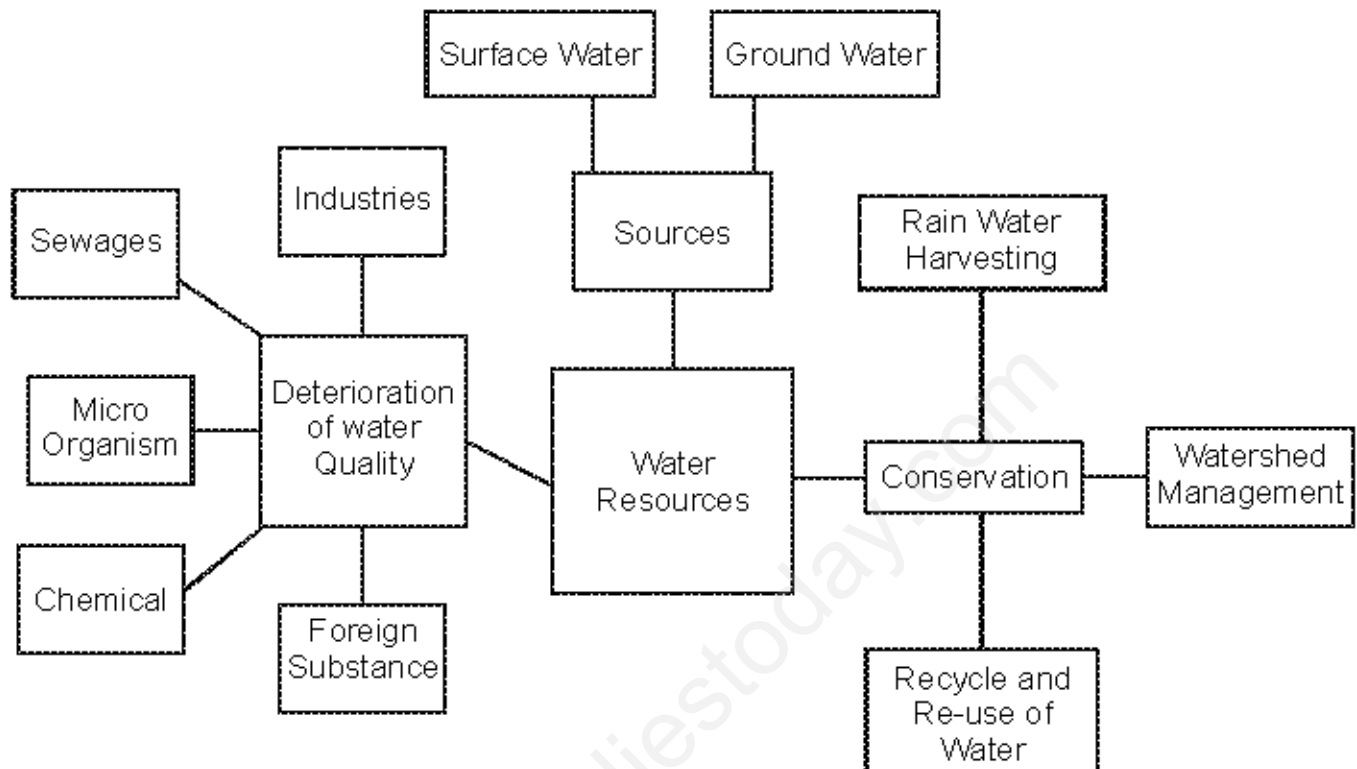 Surface Water
Ground Water
Industries
Sewages
Sources
Rain Water
Harvesting
Deterioration
of water
Quality
Micro
Organism
Water
Resources
Conservation
Watershed
Management
Chemical
Foreign
Substance
Recycle and
Re-use of
Water